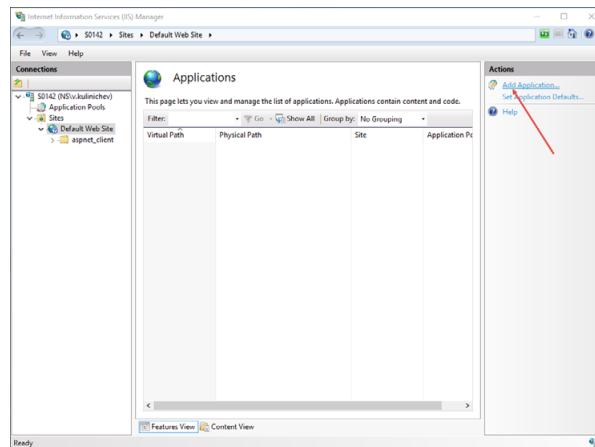 Internet Information Services (IIS) Manager
S0142 ▸ Sites ▸ Default Web Site ▸
File View Help
Connections
S0142 (NS\v.kulinichev)
Application Pools
Sites
Default Web Site
aspnet_client
Applications
This page lets you view and manage the list of applications. Applications contain content and code.
Filter: Go Show All Group by: No Grouping
Virtual Path Physical Path Site Application Po
Features View Content View
Actions
Add Application...
Set Application Defaults...
Help
Ready